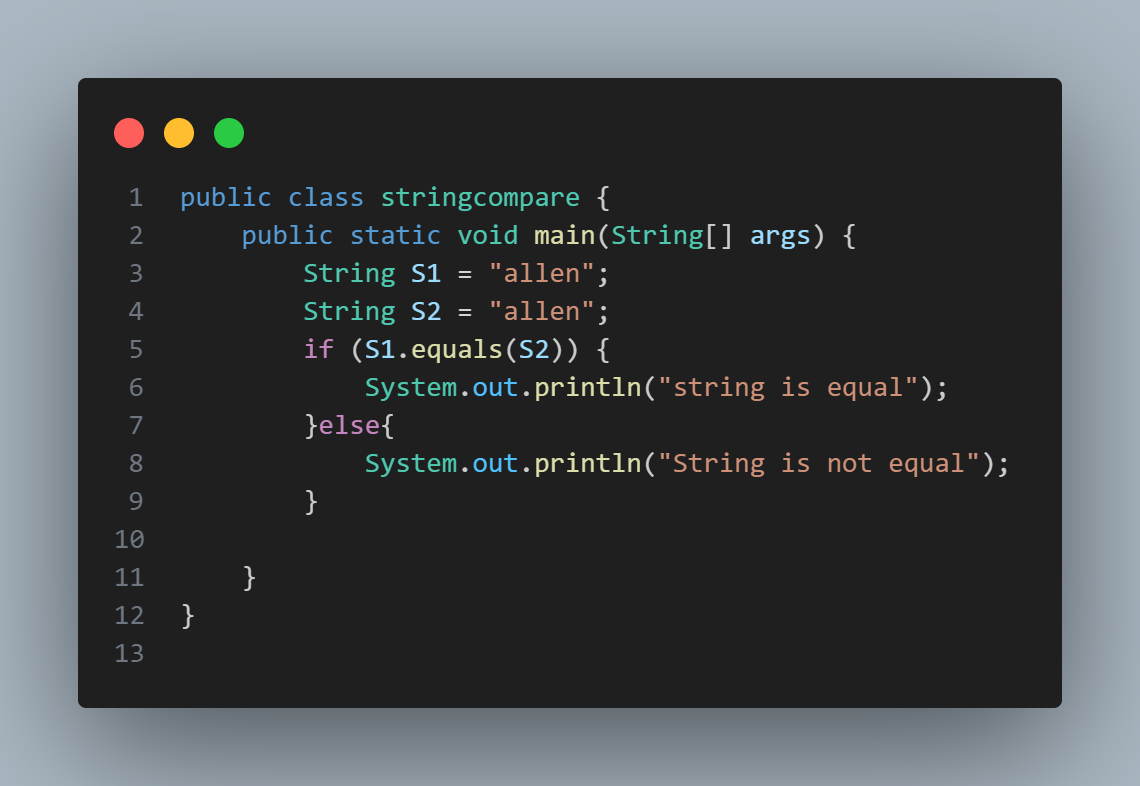 1 public class stringcompare {
2     public static void main(String[] args) {
3         String S1 = "allen";
4         String S2 = "allen";
5         if (S1.equals(S2)) {
6             System.out.println("string is equal");
7         }else{
8             System.out.println("String is not equal");
9         }
10
11     }
12 }
13